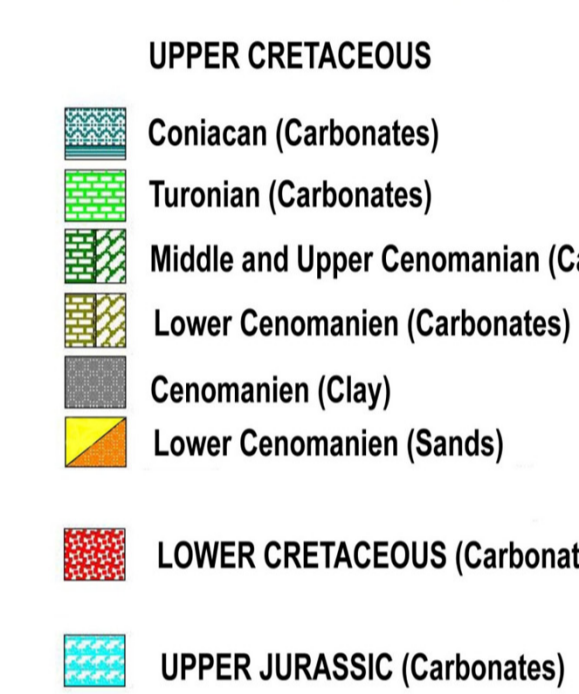 UPPER CRETACEOUS
Coniacan (Carbonates)
Turonian (Carbonates)
Middle and Upper Cenomanian
Lower Cenomanien (Carbonates)
Cenomanien (Clay)
Lower Cenomanien (Sands)
LOWER CRETACEOUS
UPPER JURASSIC (Carbonates)